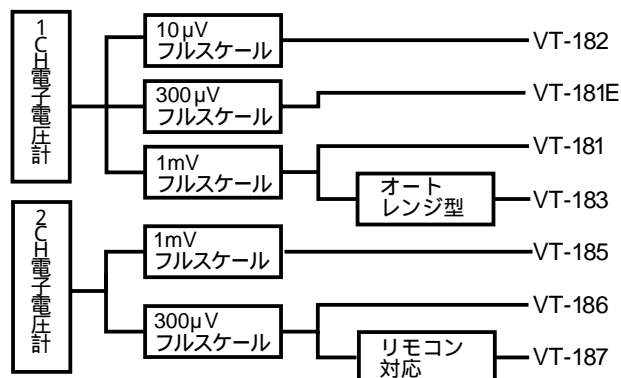 1CH電子電圧計
10μV
フルスケール
VT-182
300μV
フルスケール
VT-181E
1mV
フルスケール
VT-181
オート
レンジ型
VT-183
2CH電子電圧計
1mV
フルスケール
VT-185
300μV
フルスケール
VT-186
リモコン
対応
VT-187